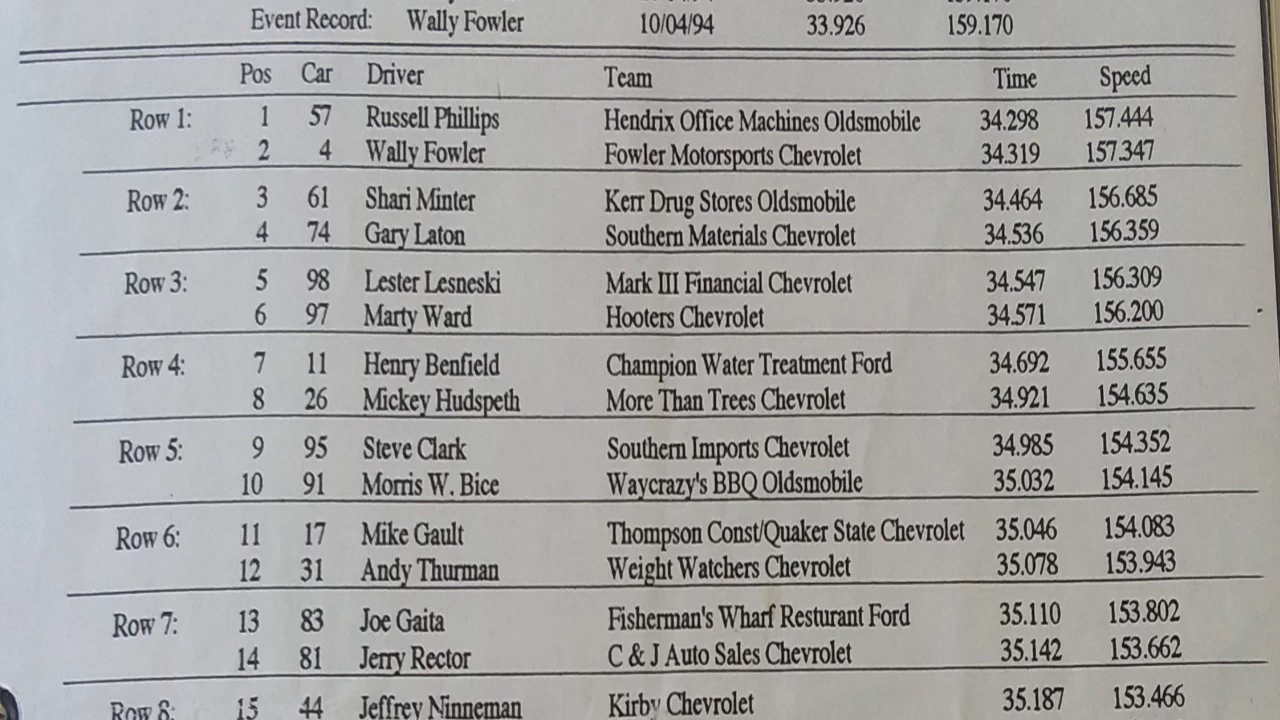 Event Record: Wally Fowler 10/04/94 33.926 159.170
Pos Car Driver Team Time Speed
Row 1: 1 57 Russell Phillips Hendrix Office Machines Oldsmobile 34.298 157.444
2 4 Wally Fowler Fowler Motorsports Chevrolet 34.319 157.347
Row 2: 3 61 Shari Minter Kerr Drug Stores Oldsmobile 34.464 156.685
4 74 Gary Laton Southern Materials Chevrolet 34.536 156.359
Row 3: 5 98 Lester Lesneski Mark III Financial Chevrolet 34.547 156.309
6 97 Marty Ward Hooters Chevrolet 34.571 156.200
Row 4: 7 11 Henry Benfield Champion Water Treatment Ford 34.692 155.655
8 26 Mickey Hudspeth More Than Trees Chevrolet 34.921 154.635
Row 5: 9 95 Steve Clark Southern Imports Chevrolet 34.985 154.352
10 91 Morris W. Bice Waycrazy's BBQ Oldsmobile 35.032 154.145
Row 6: 11 17 Mike Gault Thompson Const/Quaker State Chevrolet 35.046 154.083
12 31 Andy Thurman Weight Watchers Chevrolet 35.078 153.943
Row 7: 13 83 Joe Gaita Fisherman's Wharf Resturant Ford 35.110 153.802
14 81 Jerry Rector C & J Auto Sales Chevrolet 35.142 153.662
Row 8: 15 44 Jeffrey Ninneman Kirby Chevrolet 35.187 153.466